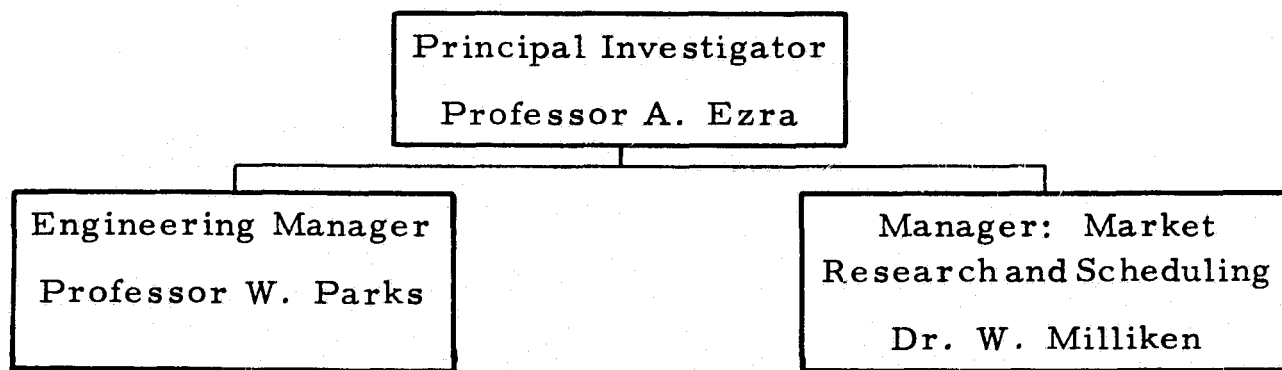 Principal Investigator
Professor A. Ezra
Engineering Manager
Professor W. Parks
Manager: Market
Research and Scheduling
Dr. W. Milliken